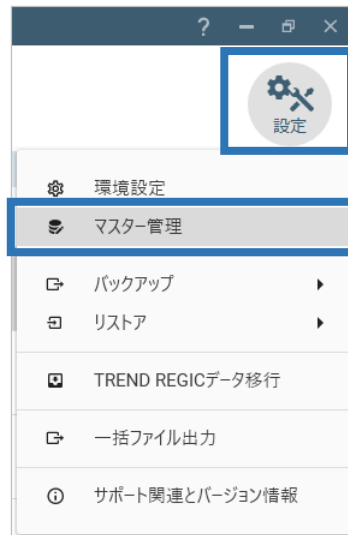 ?
設定
環境設定
マスター管理
バックアップ
リストア
TREND REGICデータ移行
一括ファイル出力
サポート関連とバージョン情報